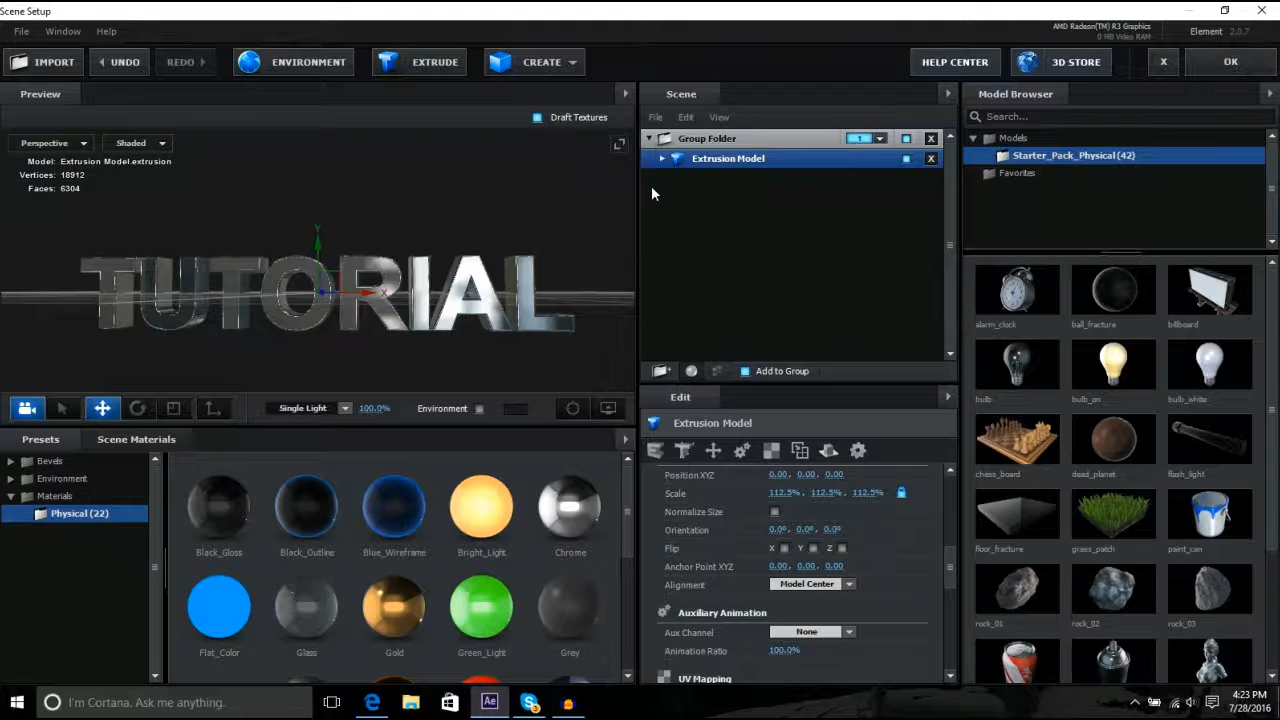 Scene Setup
File Window Help
AMD Radeon(TM) R3 Graphics
0 MB Video RAM
Element 2.0.7
IMPORT UNDO REDO ENVIRONMENT EXTRUDE CREATE HELP CENTER 3D STORE X OK
Preview
Draft Textures
Perspective Shaded
Model: Extrusion Model.extrusion
Vertices: 18912
Faces: 6304
TUTORIAL
Y
X
Single Light 100.0% Environment
Presets Scene Materials
Bevels
Environment
Materials
Physical (22)
Black_Gloss Black_Outline Blue_Wireframe Bright_Light Chrome
Flat_Color Glass Gold Green_Light Grey
Scene
File Edit View
Group Folder 1 X
Extrusion Model X
Add to Group
Edit
Extrusion Model
Position XYZ 0.00, 0.00, 0.00
Scale 112.5%, 112.5%, 112.5%
Normalize Size
Orientation 0.0°, 0.0°, 0.0°
Flip X Y Z
Anchor Point XYZ 0.00, 0.00, 0.00
Alignment Model Center
Auxiliary Animation
Aux Channel None
Animation Ratio 100.0%
UV Mapping
Model Browser
Search...
Models
Starter_Pack_Physical (42)
Favorites
alarm_clock ball_fracture billboard
bulb bulb_on bulb_white
chess_board dead_planet flash_light
floor_fracture grass_patch paint_can
rock_01 rock_02 rock_03
I'm Cortana. Ask me anything.
Ae
4:23 PM
7/28/2016